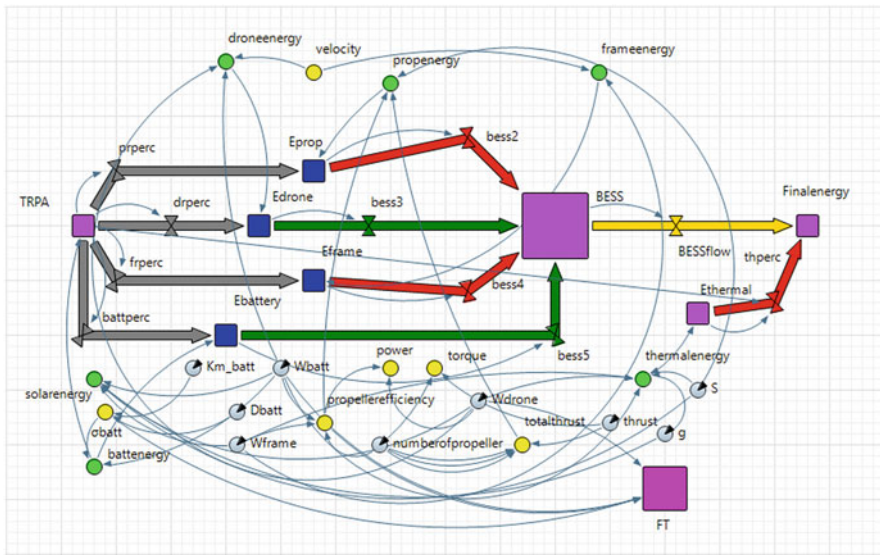 droneenergy
velocity
frameenergy
propenergy
prperc
Eprop
bess2
TRPA
drperc
Edrone
bess3
BESS
Finalenergy
frperc
Eframe
bess4
BESSflow
thperc
battperc
Ebattery
Ethermal
bess5
power
torque
thermalenergy
Km_batt
Wbatt
S
solarenergy
Dbatt
propellerefficiency
Wdrone
totalthrust
thrust
σbatt
Wframe
numberofpropeller
g
battenergy
FT